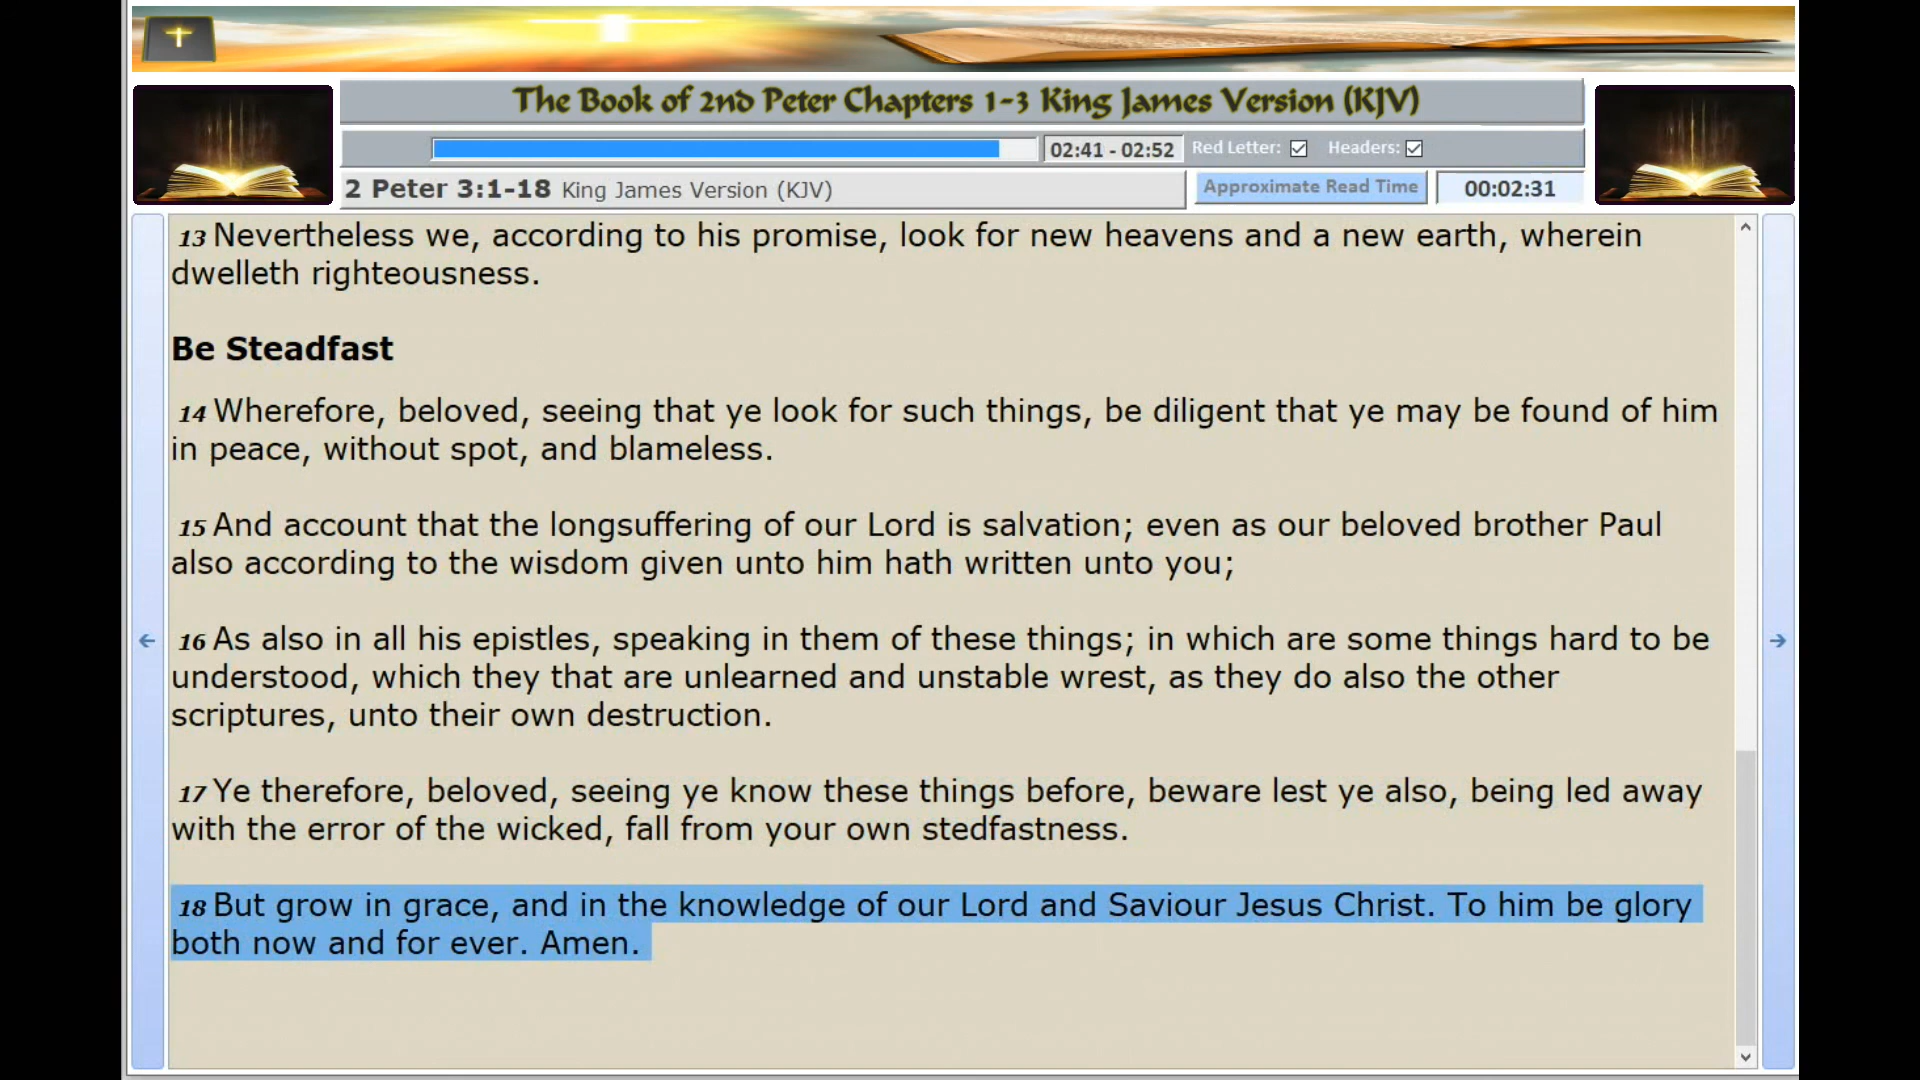 The Book of 2nd Peter Chapters 1-3 King James Version (KJV)
02:41 - 02:52 Red Letter: Headers:
2 Peter 3:1-18 King James Version (KJV) Approximate Read Time 00:02:31
13 Nevertheless we, according to his promise, look for new heavens and a new earth, wherein
dwelleth righteousness.
Be Steadfast
14 Wherefore, beloved, seeing that ye look for such things, be diligent that ye may be found of him
in peace, without spot, and blameless.
15 And account that the longsuffering of our Lord is salvation; even as our beloved brother Paul
also according to the wisdom given unto him hath written unto you;
16 As also in all his epistles, speaking in them of these things; in which are some things hard to be
understood, which they that are unlearned and unstable wrest, as they do also the other
scriptures, unto their own destruction.
17 Ye therefore, beloved, seeing ye know these things before, beware lest ye also, being led away
with the error of the wicked, fall from your own stedfastness.
18 But grow in grace, and in the knowledge of our Lord and Saviour Jesus Christ. To him be glory
both now and for ever. Amen.